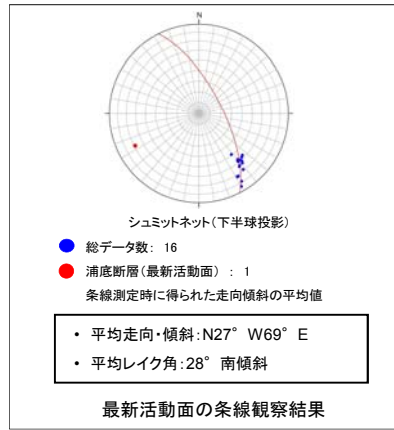 N
シュミットネット(下半球投影)
総データ数: 16
浦底断層(最新活動面) : 1
条線測定時に得られた走向傾斜の平均値
• 平均走向・傾斜:N27° W69° E
• 平均レイク角:28° 南傾斜
最新活動面の条線観察結果